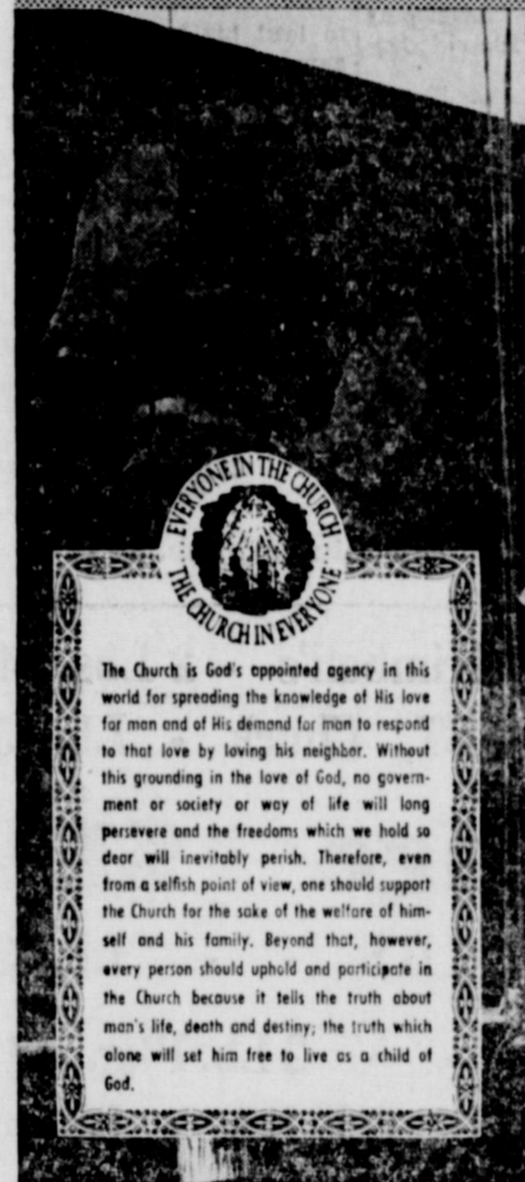 EVERYONE IN THE CHURCH
THE CHURCH IN EVERYONE
The Church is God's appointed agency in this
world for spreading the knowledge of His love
for man and of His demand for man to respond
to that love by loving his neighbor. Without
this grounding in the love of God, no govern-
ment or society or way of life will long
persevere and the freedoms which we hold so
dear will inevitably perish. Therefore, even
from a selfish point of view, one should support
the Church for the sake of the welfare of him-
self and his family. Beyond that, however,
every person should uphold and participate in
the Church because it tells the truth about
man's life, death and destiny; the truth which
alone will set him free to live as a child of
God.